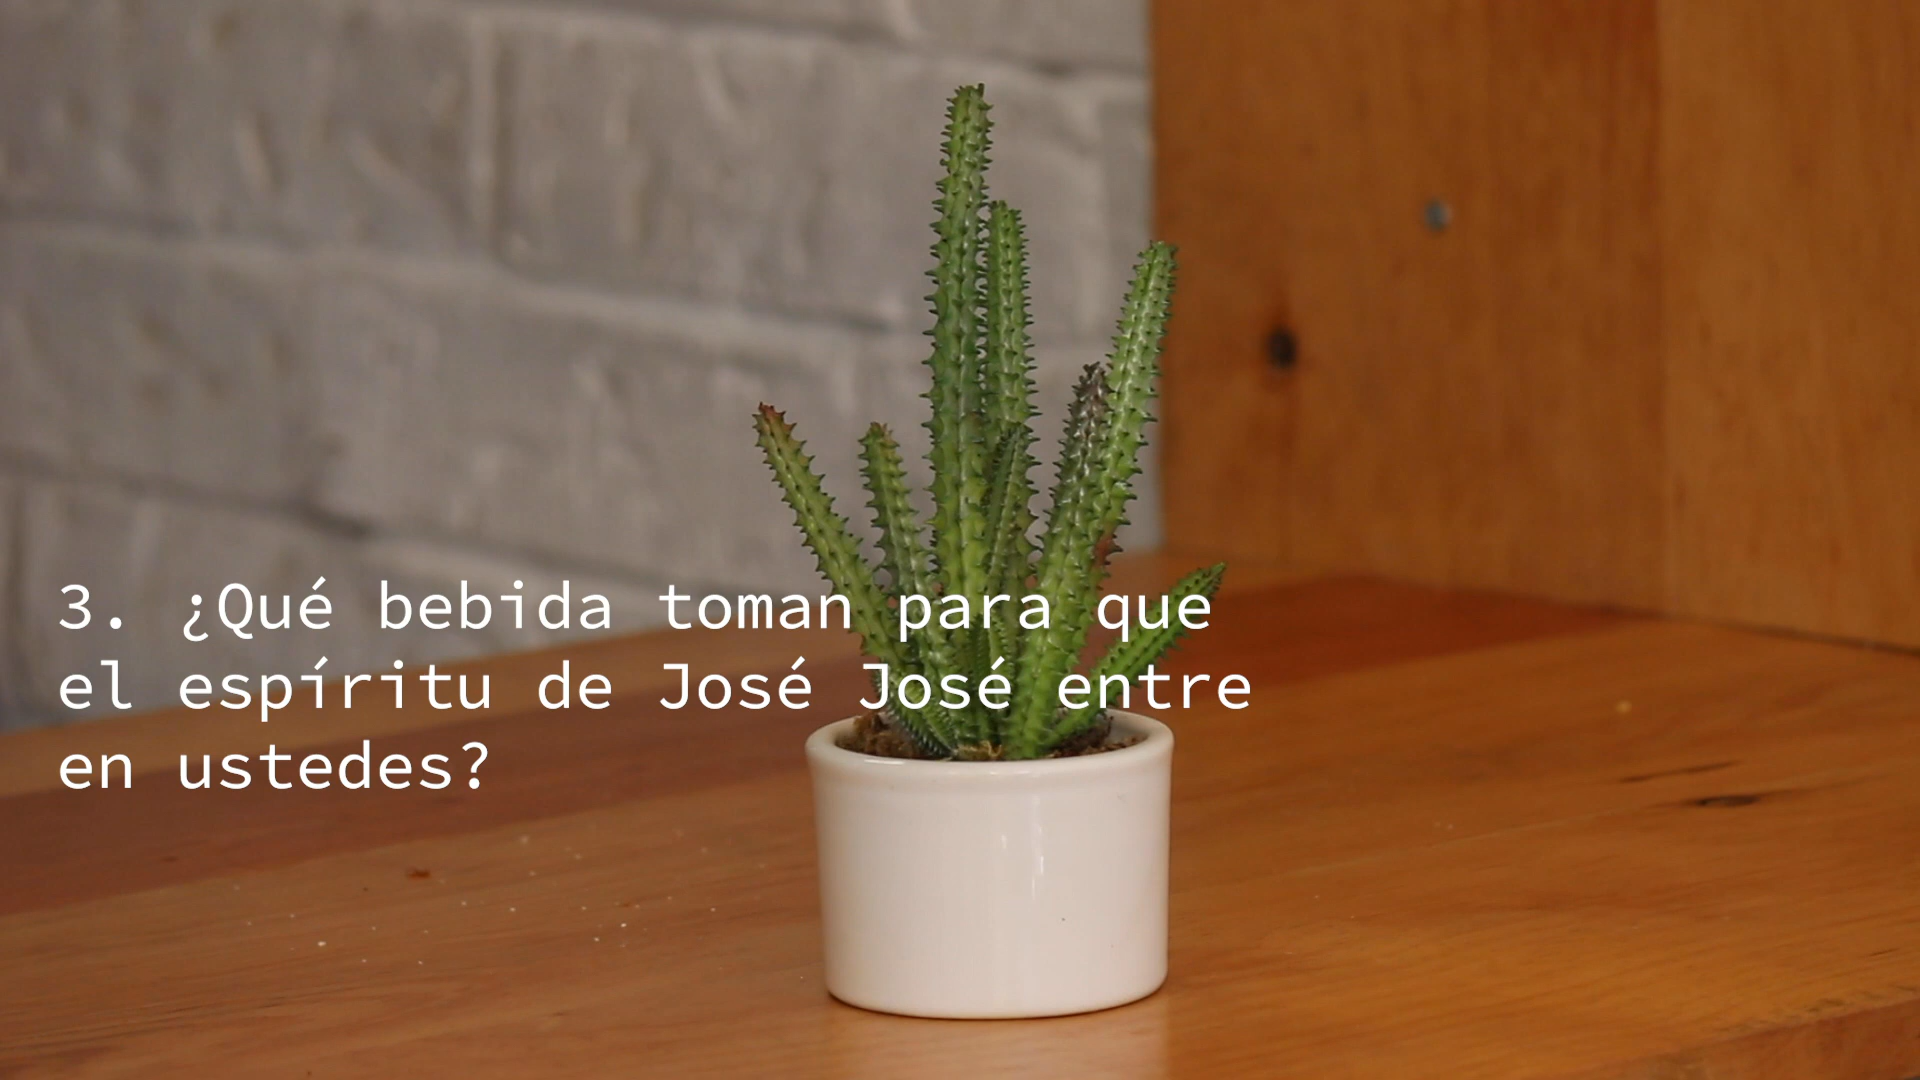 3. ¿Qué bebida toman para que
el espíritu de José José entre
en ustedes?